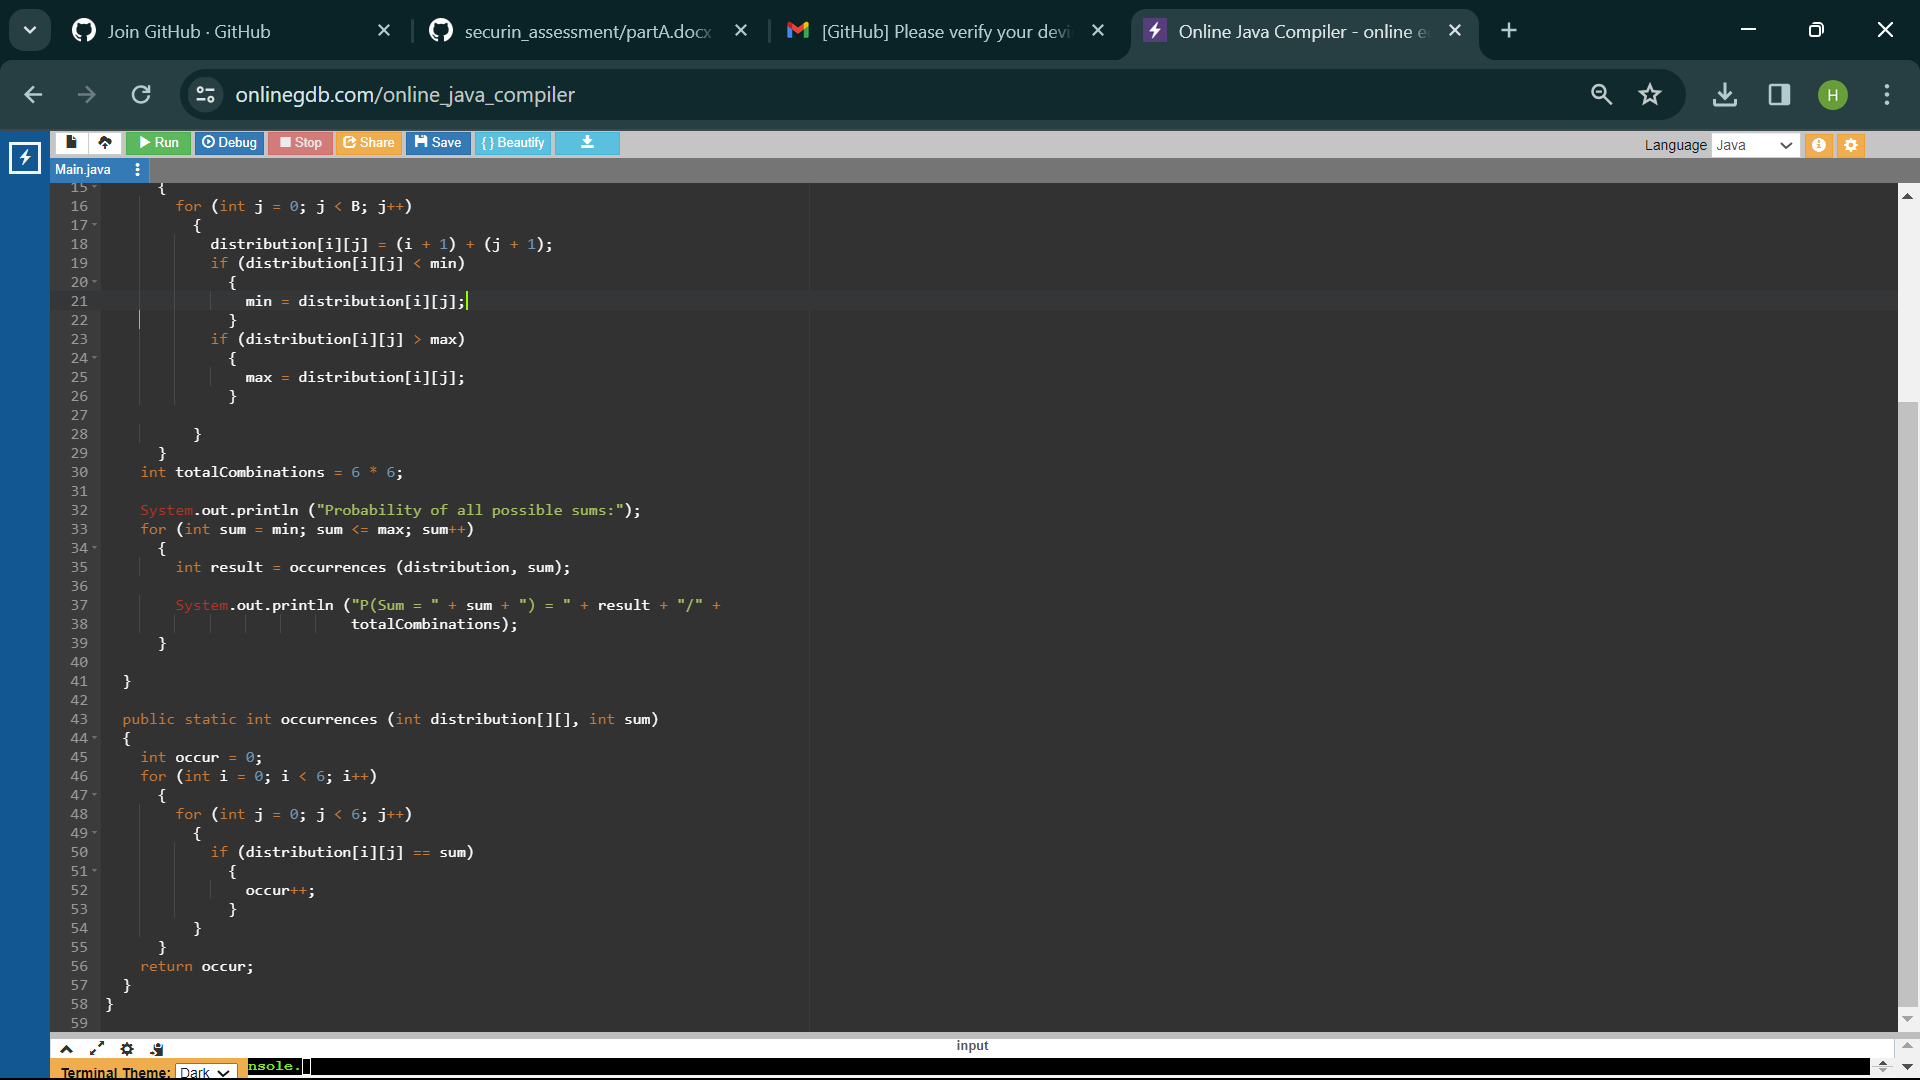 Join GitHub · GitHub
securin_assessment/partA.docx
[GitHub] Please verify your devi
Online Java Compiler - online e
onlinegdb.com/online_java_compiler
H
Run
Debug
Stop
Share
Save
{ } Beautify
Language Java
Main.java
15 {
16 for (int j = 0; j < B; j++)
17 {
18 distribution[i][j] = (i + 1) + (j + 1);
19 if (distribution[i][j] < min)
20 {
21 min = distribution[i][j];
22 }
23 if (distribution[i][j] > max)
24 {
25 max = distribution[i][j];
26 }
27
28 }
29 }
30 int totalCombinations = 6 * 6;
31
32 System.out.println ("Probability of all possible sums:");
33 for (int sum = min; sum <= max; sum++)
34 {
35 int result = occurrences (distribution, sum);
36
37 System.out.println ("P(Sum = " + sum + ") = " + result + "/" +
38 totalCombinations);
39 }
40
41 }
42
43 public static int occurrences (int distribution[][], int sum)
44 {
45 int occur = 0;
46 for (int i = 0; i < 6; i++)
47 {
48 for (int j = 0; j < 6; j++)
49 {
50 if (distribution[i][j] == sum)
51 {
52 occur++;
53 }
54 }
55 }
56 return occur;
57 }
58 }
59
input
Terminal Theme: Dark
nsole.